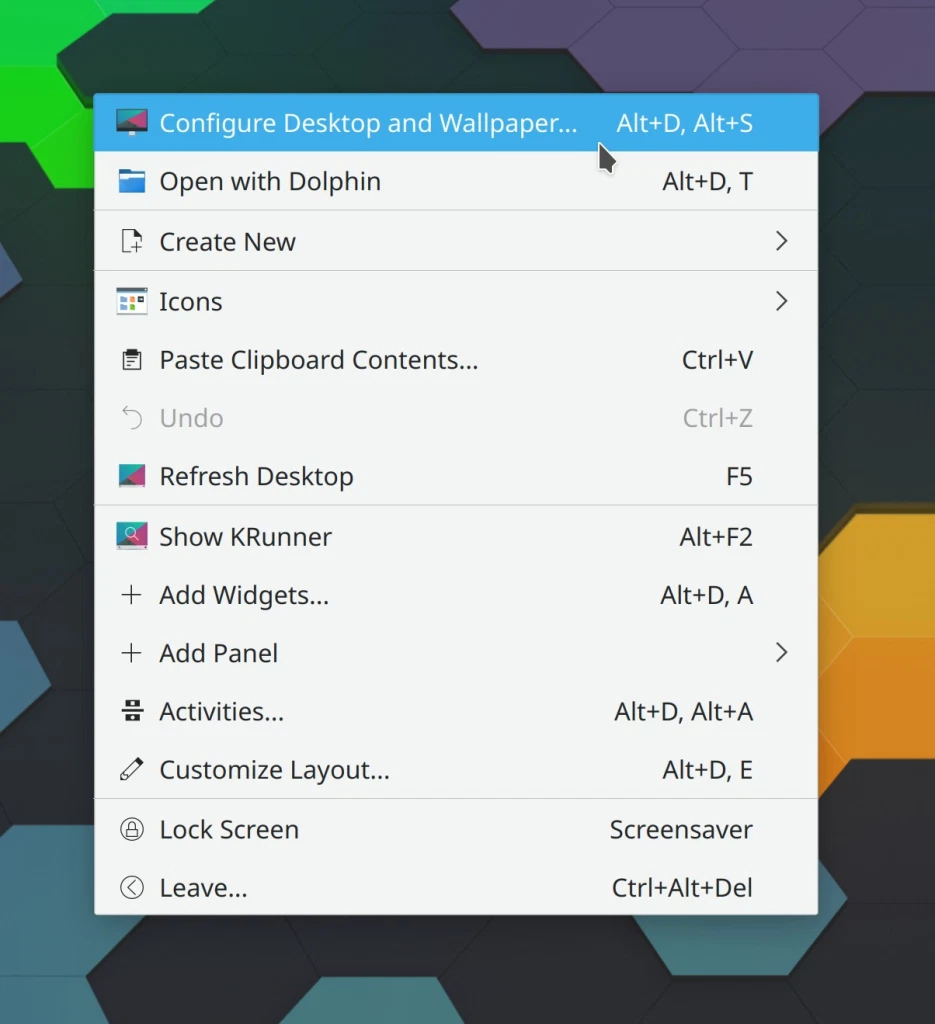 Configure Desktop and Wallpaper... Alt+D, Alt+S
Open with Dolphin Alt+D, T
Create New
Icons
Paste Clipboard Contents... Ctrl+V
Undo Ctrl+Z
Refresh Desktop F5
Show KRunner Alt+F2
Add Widgets... Alt+D, A
Add Panel
Activities... Alt+D, Alt+A
Customize Layout... Alt+D, E
Lock Screen Screensaver
Leave... Ctrl+Alt+Del